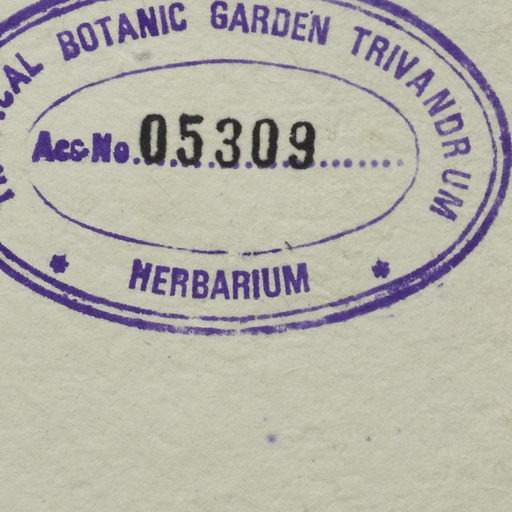 BOTANIC GARDEN TRIVANDRUM
Acc. No. 05309
HERBARIUM